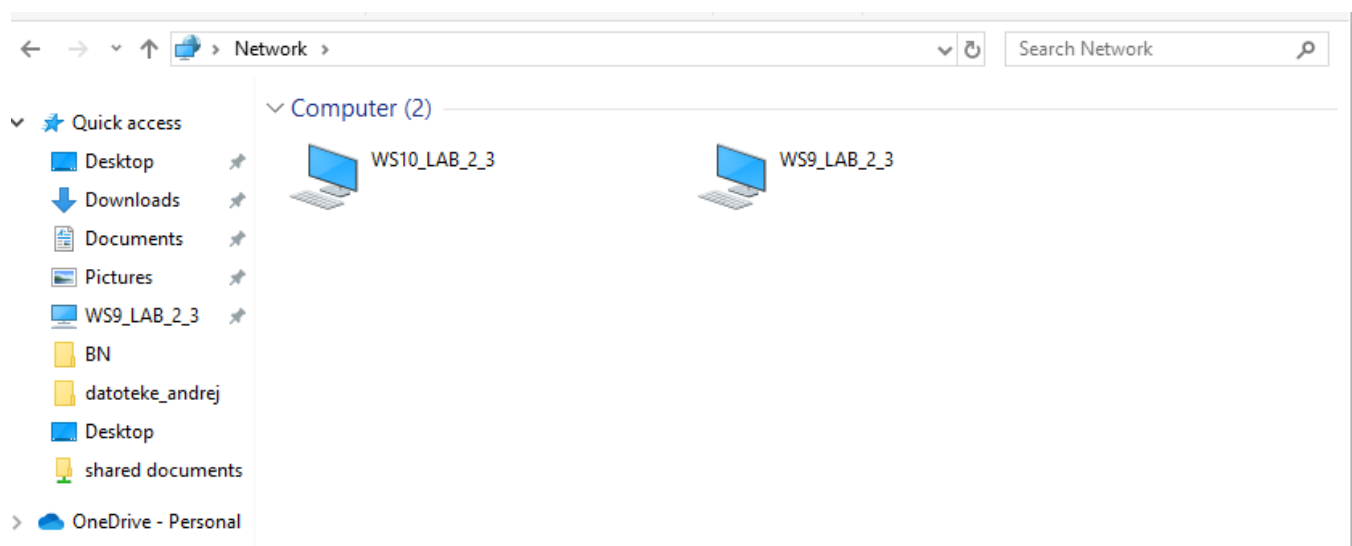 Network
Search Network
Quick access
Desktop
Downloads
Documents
Pictures
WS9_LAB_2_3
BN
datoteke_andrej
Desktop
shared documents
OneDrive - Personal
Computer (2)
WS10_LAB_2_3
WS9_LAB_2_3